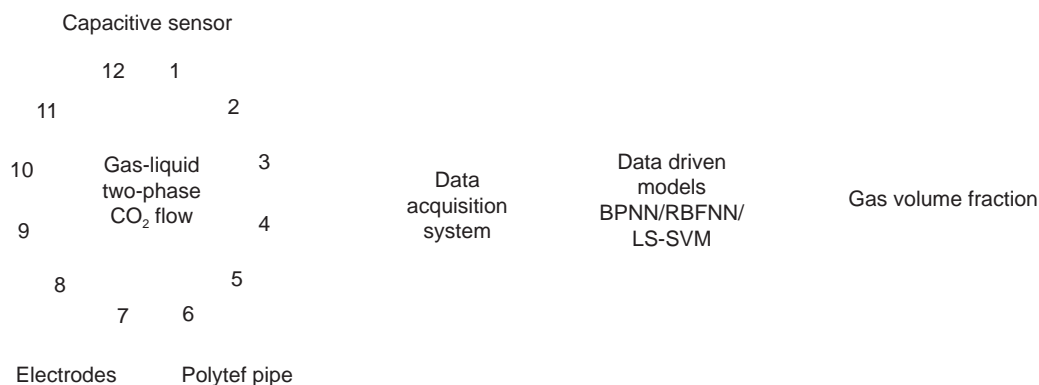 Capacitive sensor
12 1
11 2
10 3
Gas-liquid
two-phase
CO₂ flow
9 4
8 5
7 6
Electrodes Polytef pipe
Data
acquisition
system
Data driven
models
BPNN/RBFNN/
LS-SVM
Gas volume fraction